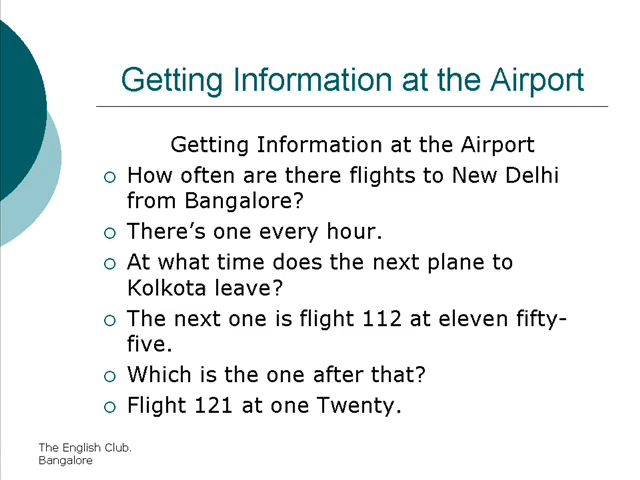 Getting Information at the Airport
Getting Information at the Airport
How often are there flights to New Delhi
from Bangalore?
There’s one every hour.
At what time does the next plane to
Kolkota leave?
The next one is flight 112 at eleven fifty-
five.
Which is the one after that?
Flight 121 at one Twenty.
The English Club.
Bangalore